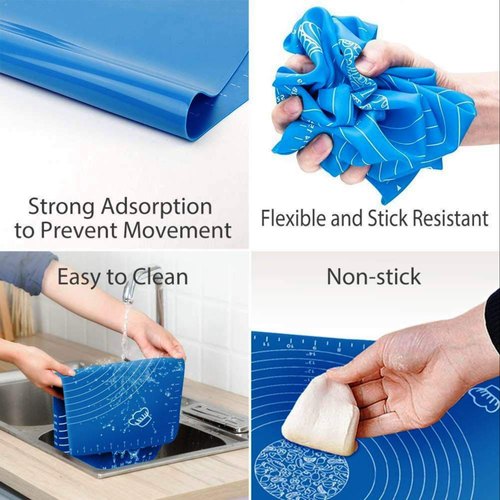 Strong Adsorption
to Prevent Movement
Flexible and Stick Resistant
Easy to Clean
Non-stick